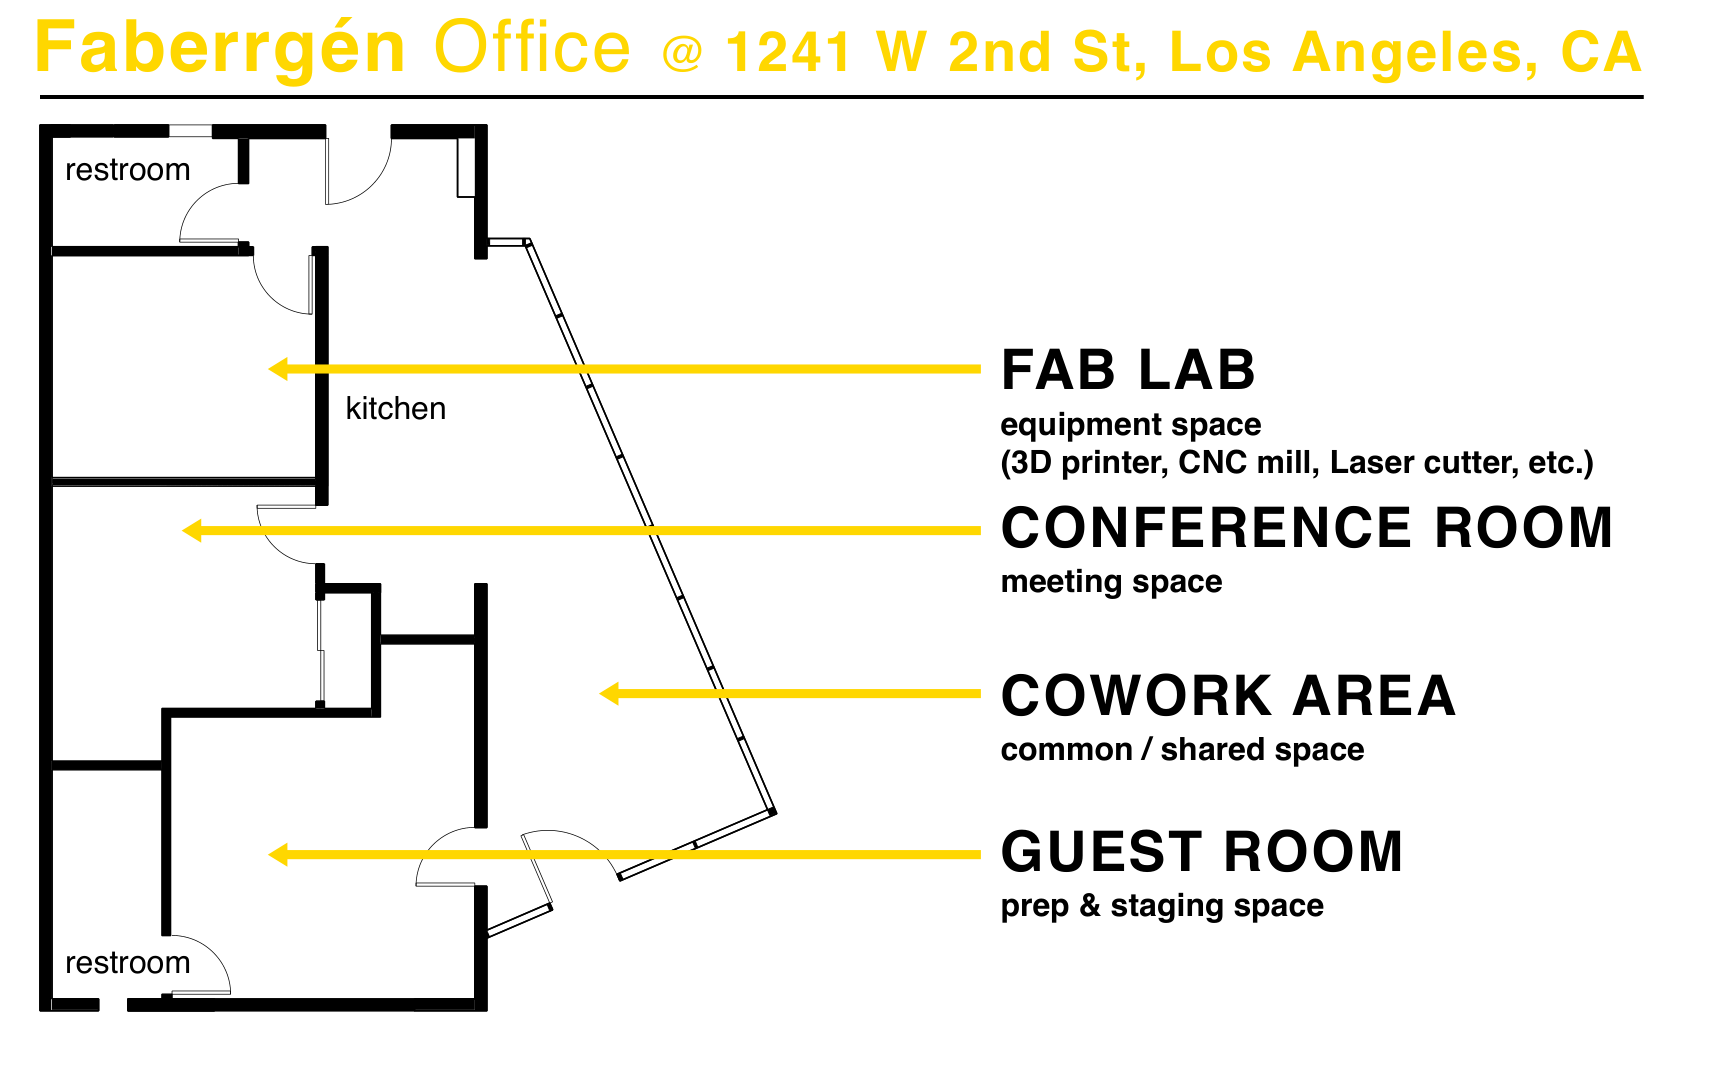 Faberrgén Office @ 1241 W 2nd St, Los Angeles, CA
restroom
FAB LAB
kitchen
equipment space
(3D printer, CNC mill, Laser cutter, etc.)
CONFERENCE ROOM
meeting space
COWORK AREA
common / shared space
GUEST ROOM
prep & staging space
restroom